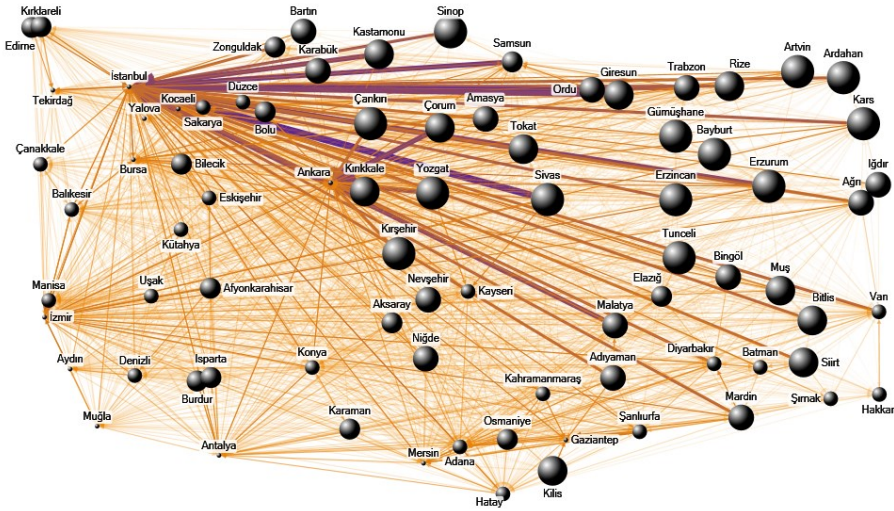 Kırklareli
Edirne
Bartın
Zonguldak
Kastamonu
Karabük
Sinop
Samsun
Artvin
Ardahan
Rize
Trabzon
Giresun
Ordu
Kars
İstanbul
Tekirdağ
Kocaeli
Yalova
Sakarya
Düzce
Bolu
Çankırı
Çorum
Amasya
Tokat
Gümüşhane
Bayburt
Çanakkale
Bursa
Bilecik
Ankara
Kırıkkale
Yozgat
Sivas
Erzincan
Erzurum
Iğdır
Ağrı
Balıkesir
Eskişehir
Kütahya
Kırşehir
Tunceli
Bingöl
Muş
Manisa
Uşak
Afyonkarahisar
Nevşehir
Kayseri
Elazığ
Malatya
Bitlis
Van
İzmir
Aksaray
Niğde
Aydın
Denizli
Isparta
Burdur
Konya
Kahramanmaraş
Adıyaman
Diyarbakır
Batman
Siirt
Mardin
Şırnak
Hakkar
Muğla
Antalya
Karaman
Mersin
Adana
Osmaniye
Gaziantep
Şanlıurfa
Kilis
Hatay